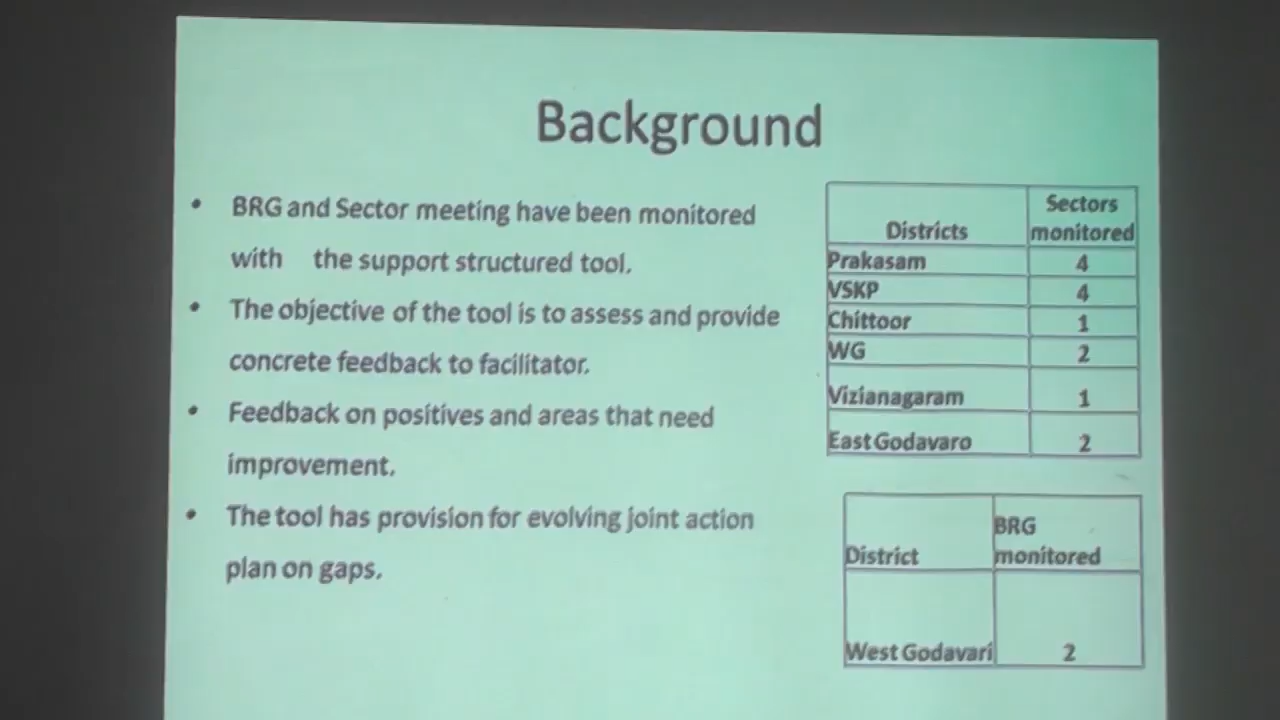 Background
• BRG and Sector meeting have been monitored
with the support structured tool.
• The objective of the tool is to assess and provide
concrete feedback to facilitator.
• Feedback on positives and areas that need
improvement.
• The tool has provision for evolving joint action
plan on gaps.
Districts Sectors monitored
Prakasam 4
VSKP 4
Chittoor 1
WG 2
Vizianagaram 1
East Godavaro 2
District BRG monitored
West Godavari 2